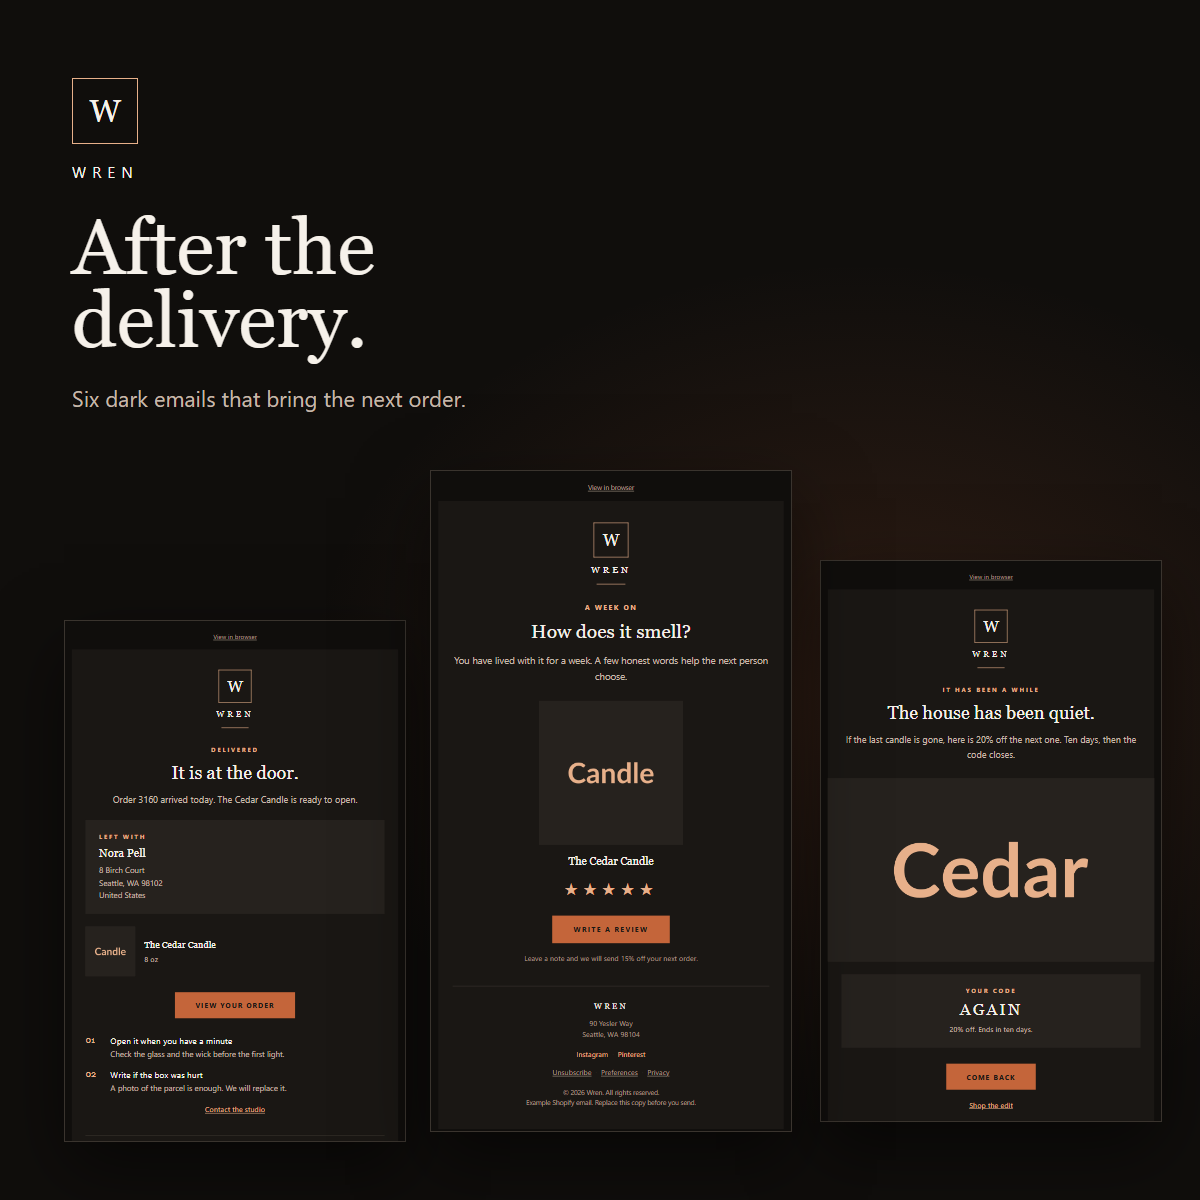 W
WREN
After the
delivery.
Six dark emails that bring the next order.
View in browser
W
WREN
DELIVERED
It is at the door.
Order 3160 arrived today. The Cedar Candle is ready to open.
LEFT WITH
Nora Pell
8 Birch Court
Seattle, WA 98102
United States
Candle
The Cedar Candle
8 oz
VIEW YOUR ORDER
01 Open it when you have a minute
Check the glass and the wick before the first light.
02 Write if the box was hurt
A photo of the parcel is enough. We will replace it.
Contact the studio
View in browser
W
WREN
A WEEK ON
How does it smell?
You have lived with it for a week. A few honest words help the next person
choose.
Candle
The Cedar Candle
★ ★ ★ ★ ★
WRITE A REVIEW
Leave a note and we will send 15% off your next order.
WREN
90 Yesler Way
Seattle, WA 98104
Instagram Pinterest
Unsubscribe Preferences Privacy
© 2026 Wren. All rights reserved.
Example Shopify email. Replace this copy before you send.
View in browser
W
WREN
IT HAS BEEN A WHILE
The house has been quiet.
If the last candle is gone, here is 20% off the next one. Ten days, then the
code closes.
Cedar
YOUR CODE
AGAIN
20% off. Ends in ten days.
COME BACK
Shop the edit